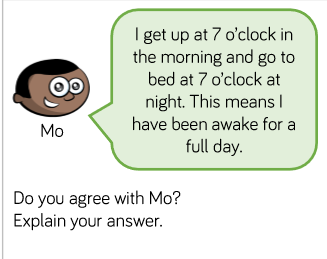 I get up at 7 o’clock in
the morning and go to
bed at 7 o’clock at
night. This means I
have been awake for a
full day.
Mo
Do you agree with Mo?
Explain your answer.